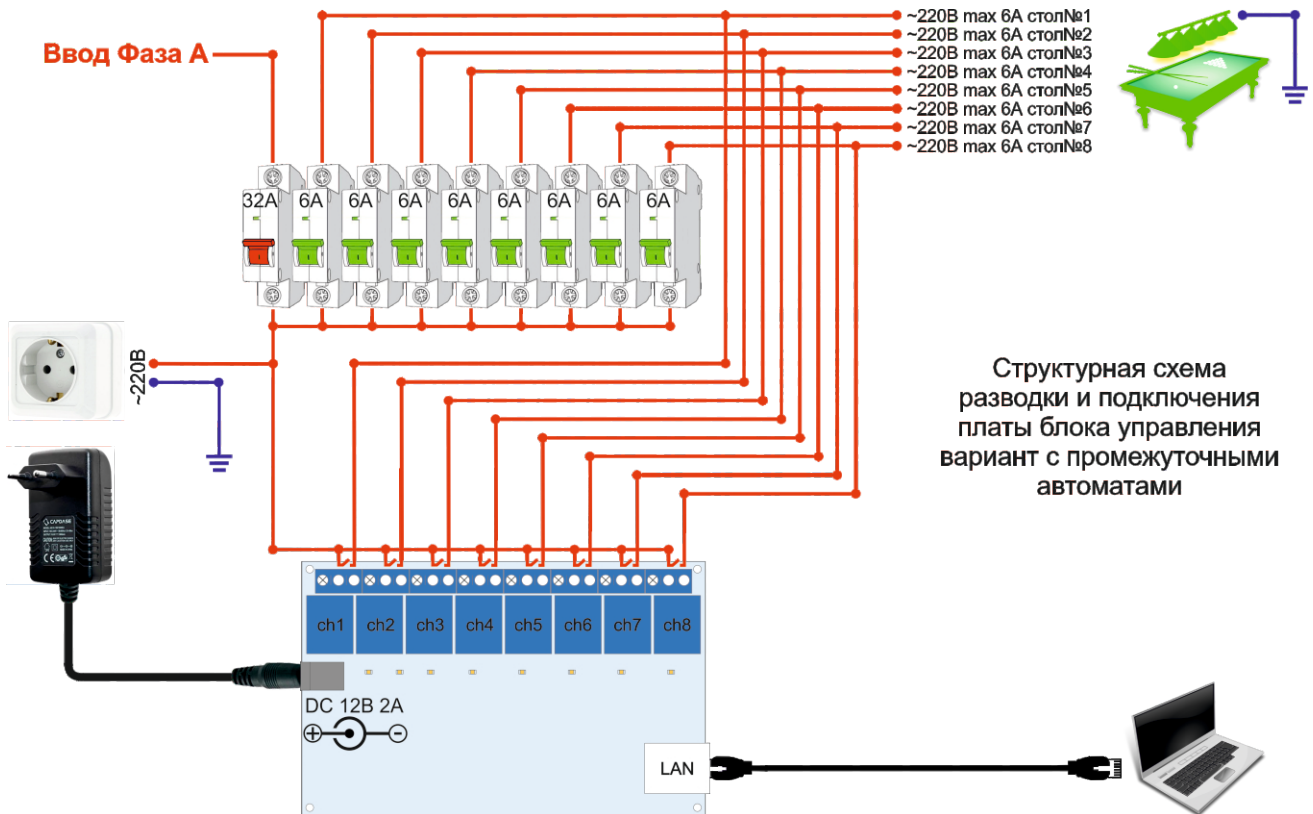 ~220В max 6А стол№1
~220В max 6А стол№2
Ввод Фаза А
~220В max 6А стол№3
~220В max 6А стол№4
~220В max 6А стол№5
~220В max 6А стол№6
~220В max 6А стол№7
~220В max 6А стол№8
32А 6А 6А 6А 6А 6А 6А 6А 6А
~220В
Структурная схема
разводки и подключения
платы блока управления
вариант с промежуточными
автоматами
CAPDASE
ch1 ch2 ch3 ch4 ch5 ch6 ch7 ch8
DC 12В 2А
LAN